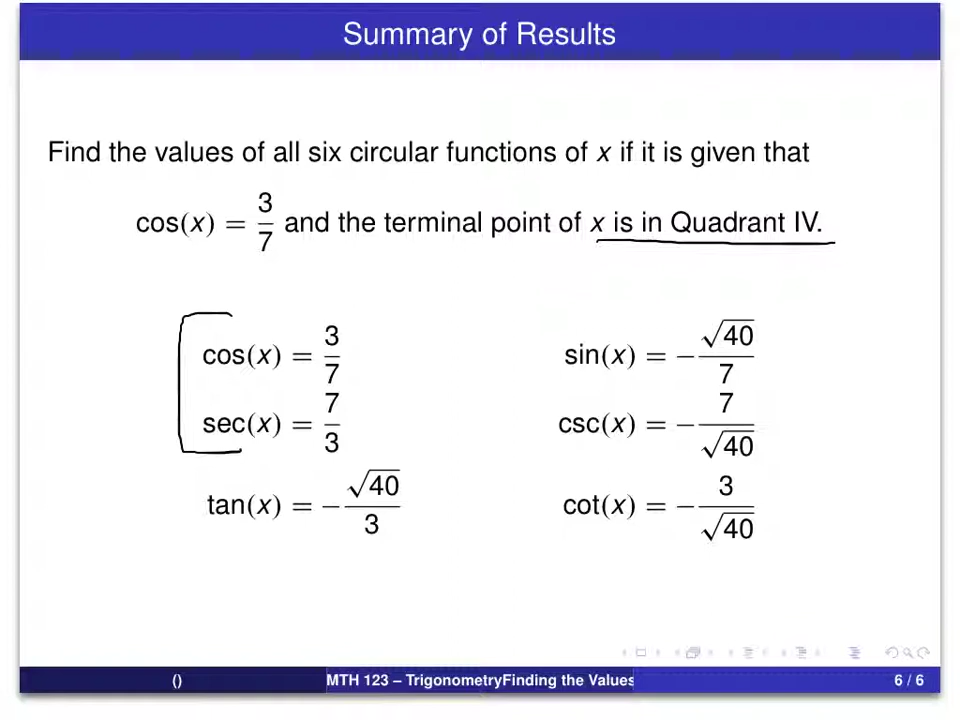 Summary of Results
Find the values of all six circular functions of x if it is given that
cos(x) = 3/7 and the terminal point of x is in Quadrant IV.
cos(x) = 3/7
sin(x) = −√40/7
sec(x) = 7/3
csc(x) = −7/√40
tan(x) = −√40/3
cot(x) = −3/√40
() MTH 123 – TrigonometryFinding the Values 6 / 6